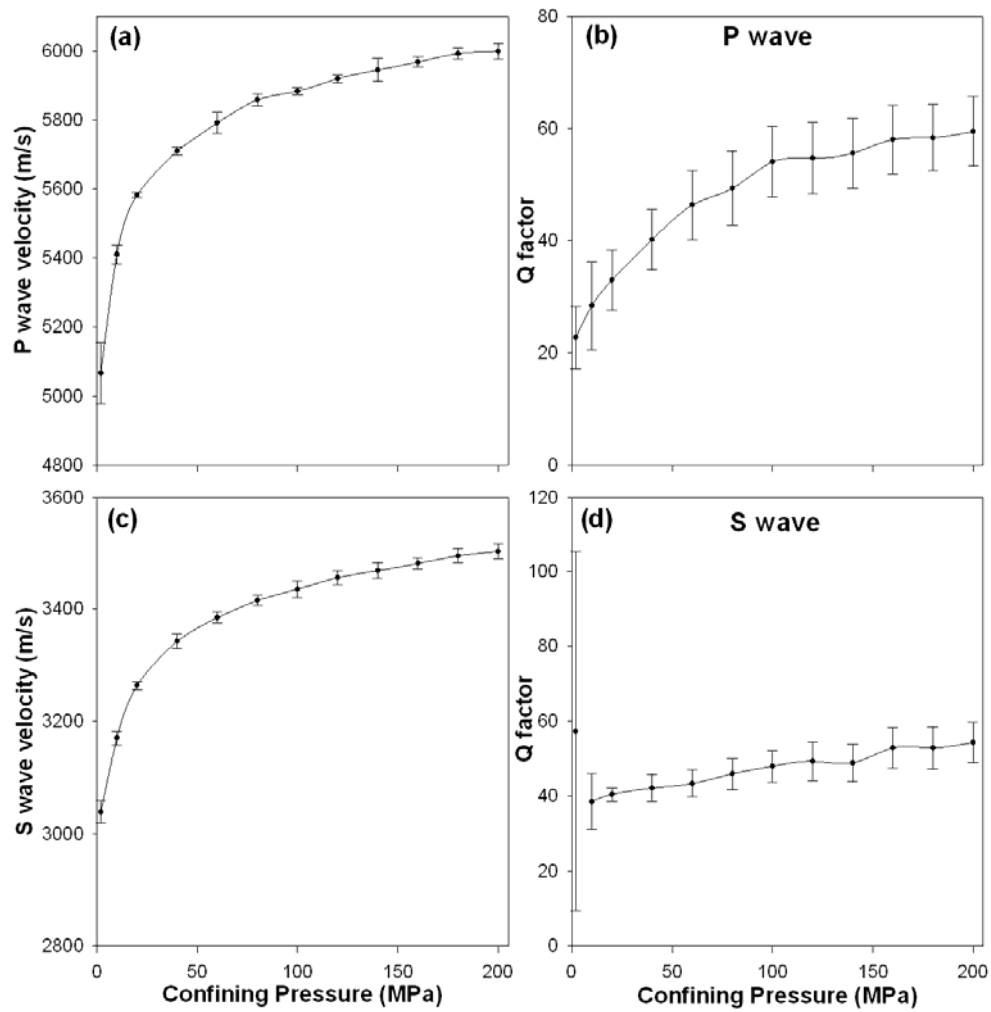 (a)
P wave velocity (m/s)
6000
5800
5600
5400
5200
5000
4800
(b)
P wave
Q factor
80
60
40
20
0
(c)
S wave velocity (m/s)
3600
3400
3200
3000
2800
0 50 100 150 200
Confining Pressure (MPa)
(d)
S wave
Q factor
120
100
80
60
40
20
0
0 50 100 150 200
Confining Pressure (MPa)